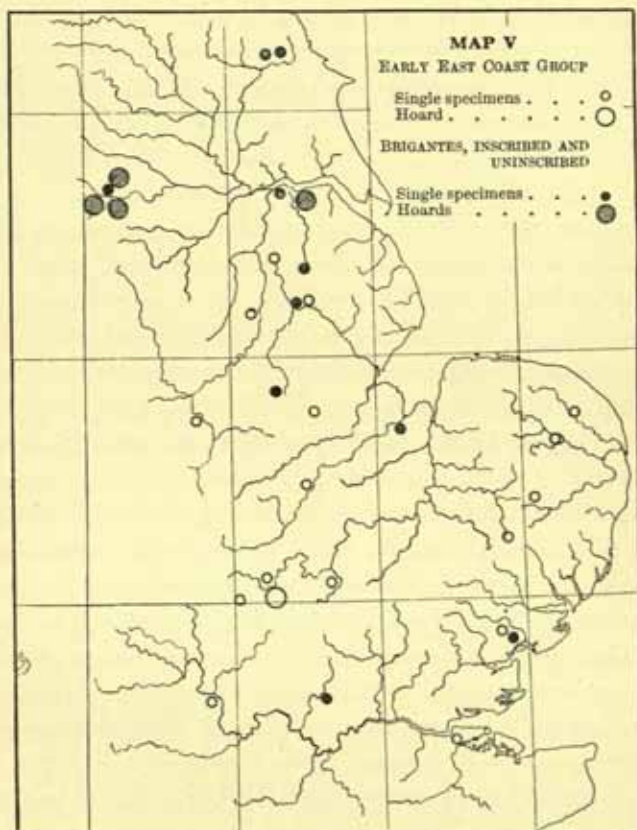 MAP V
EARLY EAST COAST GROUP
Single specimens . . .
Hoard . . . . . .
BRIGANTES, INSCRIBED AND
UNINSCRIBED
Single specimens . . .
Hoards . . . . .